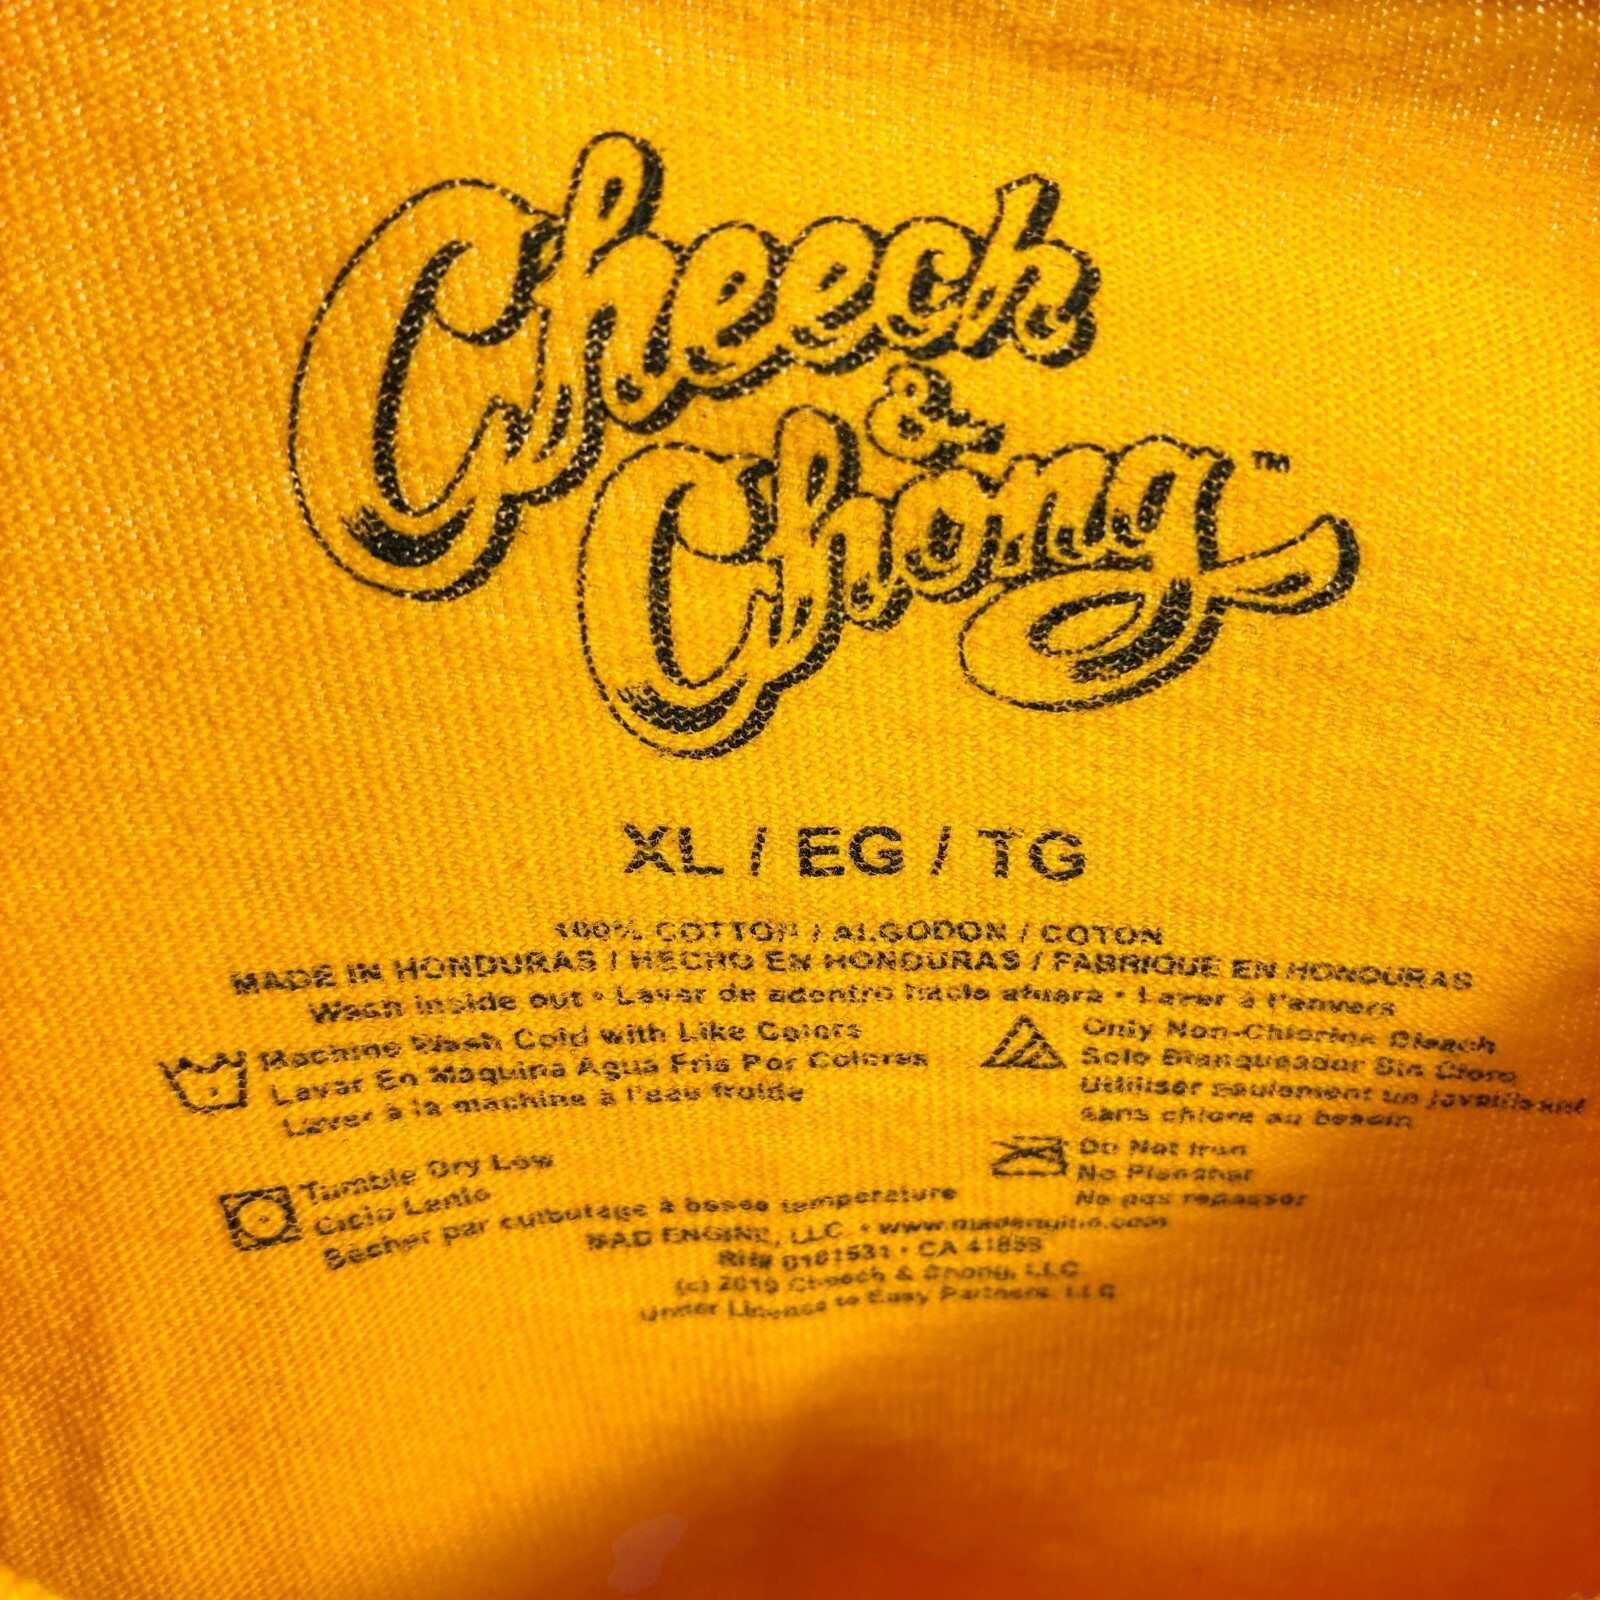 Cheech
&
Chong™
XL / EG / TG
100% COTTON / ALGODON / COTON
MADE IN HONDURAS / HECHO EN HONDURAS / FABRIQUE EN HONDURAS
Wash inside out • Lavar de adentro hacia afuera • Laver à l'envers
Machine Wash Cold with Like Colors
Lavar En Maquina Agua Fria Por Colores
Laver à la machine à l'eau froide
Only Non-Chlorine Bleach
Solo Blanqueador Sin Cloro
Utiliser seulement un javellisant
sans chlore au besoin
Tumble Dry Low
Ciclo Lento
Sécher par culbutage à basse température
Do Not Iron
No Planchar
Ne pas repasser
MAD ENGINE, LLC. • www.madengine.com
RN# 0101531 • CA 41855
(c) 2019 Cheech & Chong, LLC
Under License to Easy Partners, LLC